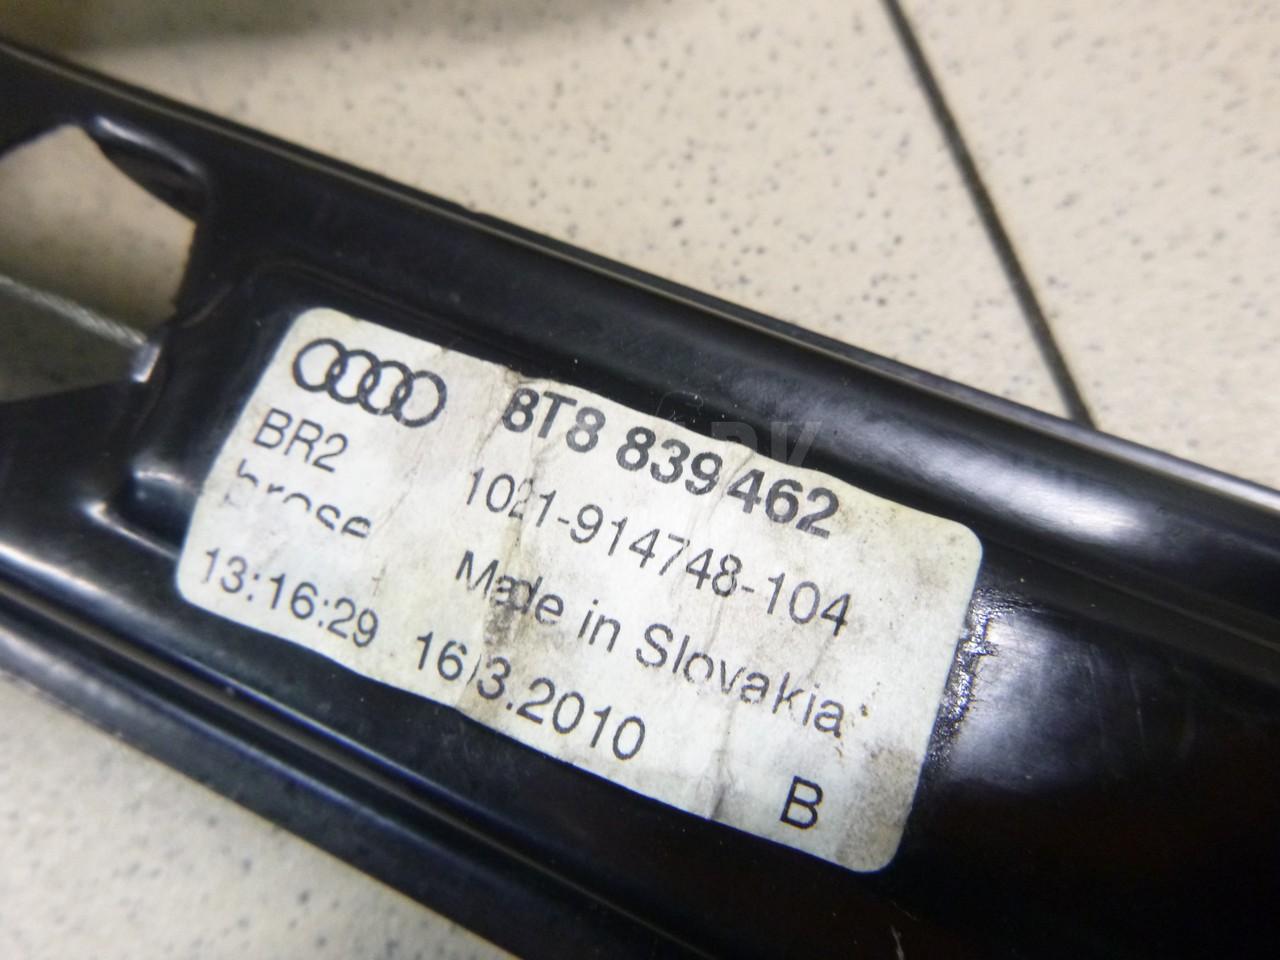 8T8 839 462
BR2
1021-914748-104
brose
Made in Slovakia
13:16:29 16.3.2010
B